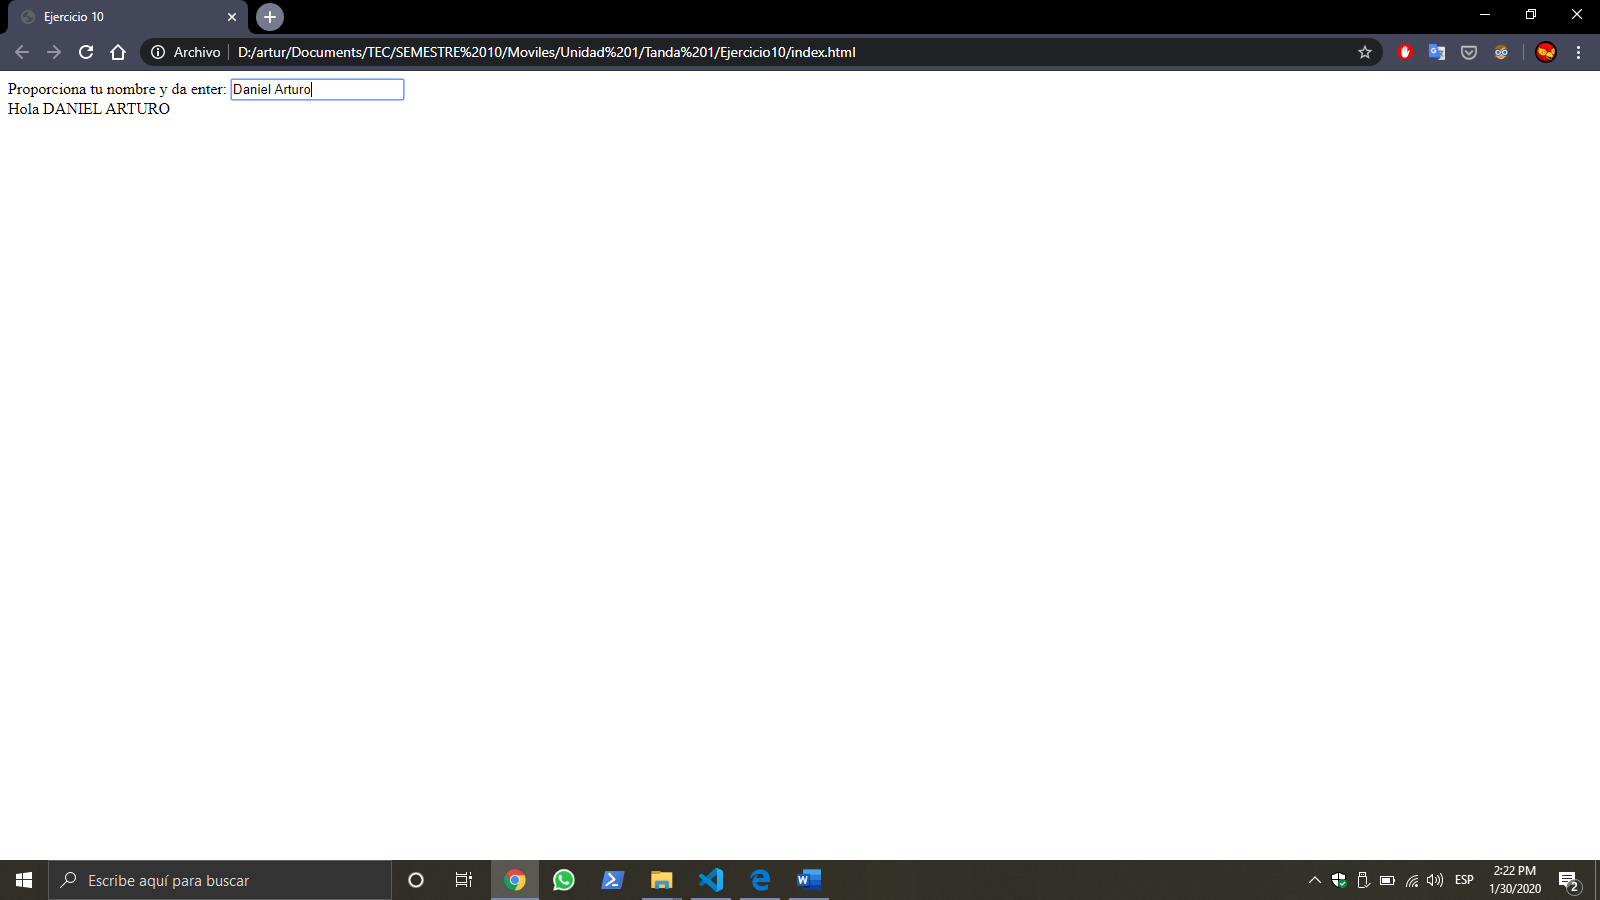 Ejercicio 10
Archivo D:/artur/Documents/TEC/SEMESTRE%2010/Moviles/Unidad%201/Tanda%201/Ejercicio10/index.html
Proporciona tu nombre y da enter: Daniel Arturo
Hola DANIEL ARTURO
Escribe aquí para buscar
ESP
2:22 PM
1/30/2020
2